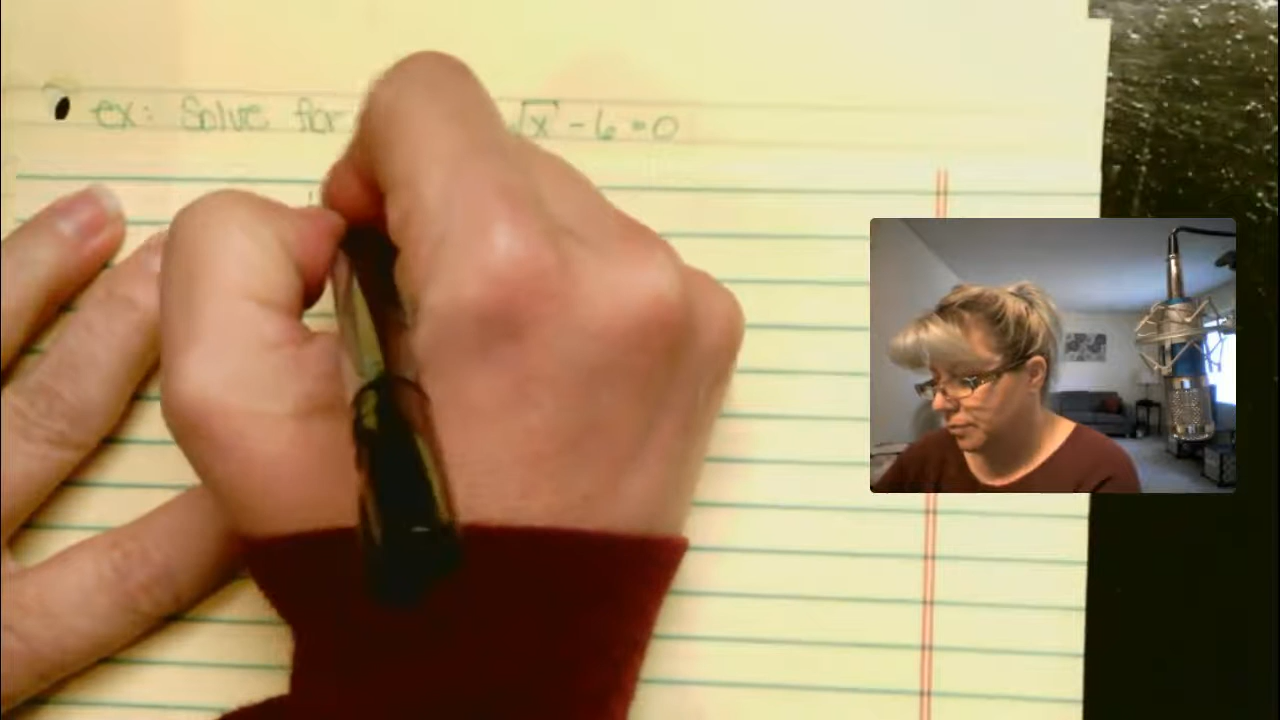 ex: Solve for √x - 6 = 0